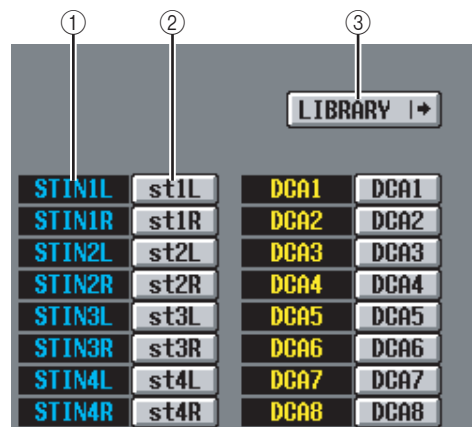 ① ② ③
LIBRARY
STIN1L st1L DCA1 DCA1
STIN1R st1R DCA2 DCA2
STIN2L st2L DCA3 DCA3
STIN2R st2R DCA4 DCA4
STIN3L st3L DCA5 DCA5
STIN3R st3R DCA6 DCA6
STIN4L st4L DCA7 DCA7
STIN4R st4R DCA8 DCA8